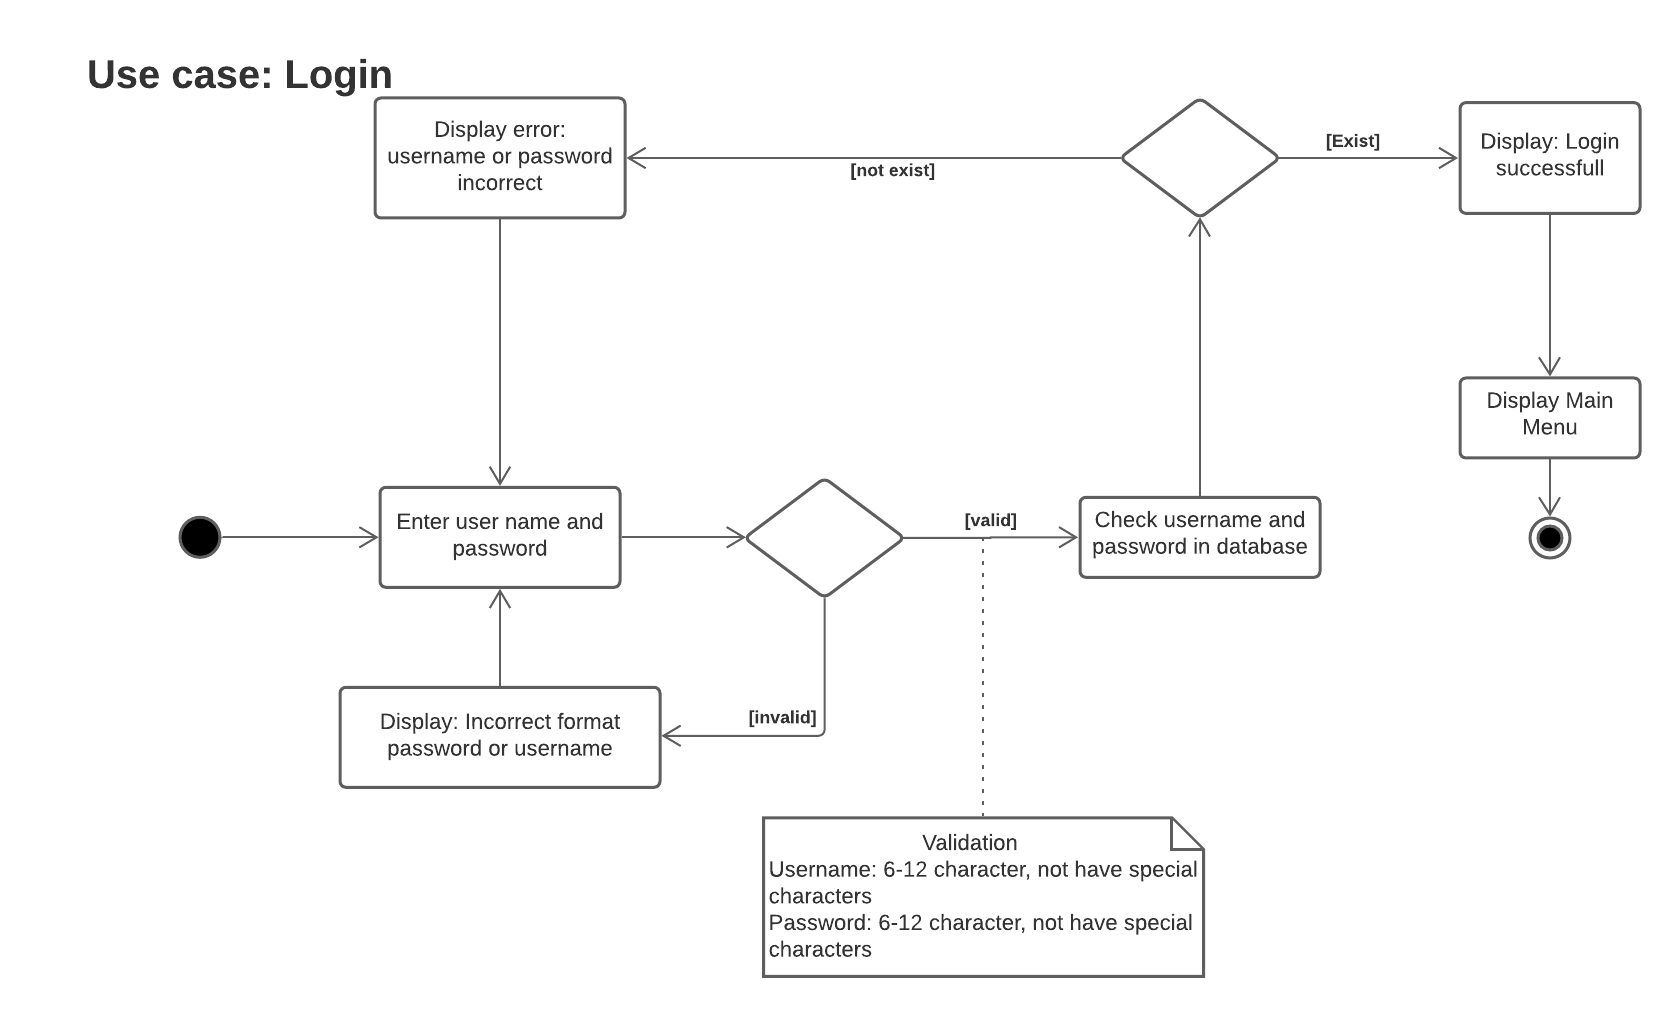 Use case: Login
Display error:
username or password
incorrect
[not exist]
[Exist]
Display: Login
successfull
Display Main
Menu
Enter user name and
password
[valid]
Check username and
password in database
[invalid]
Display: Incorrect format
password or username
Validation
Username: 6-12 character, not have special
characters
Password: 6-12 character, not have special
characters